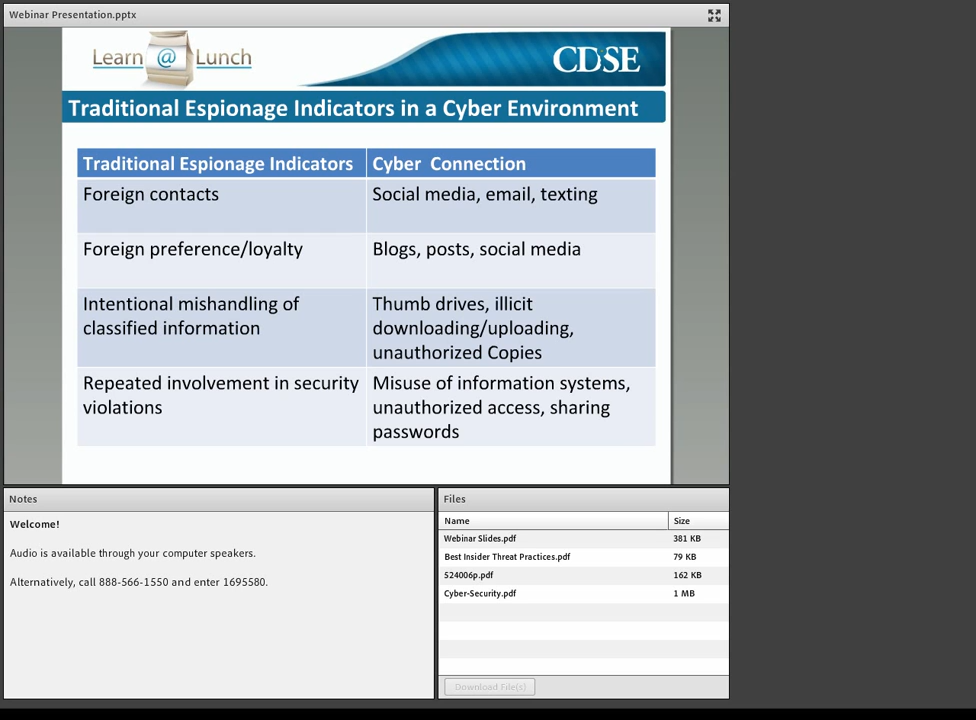 Webinar Presentation.pptx
Learn @ Lunch
CDSE
Traditional Espionage Indicators in a Cyber Environment
Traditional Espionage Indicators Cyber Connection
Foreign contacts Social media, email, texting
Foreign preference/loyalty Blogs, posts, social media
Intentional mishandling of Thumb drives, illicit
classified information downloading/uploading,
unauthorized Copies
Repeated involvement in security Misuse of information systems,
violations unauthorized access, sharing
passwords
Notes
Welcome!
Audio is available through your computer speakers.
Alternatively, call 888-566-1550 and enter 1695580.
Files
Name Size
Webinar Slides.pdf 381 KB
Best Insider Threat Practices.pdf 79 KB
524006p.pdf 162 KB
Cyber-Security.pdf 1 MB
Download File(s)